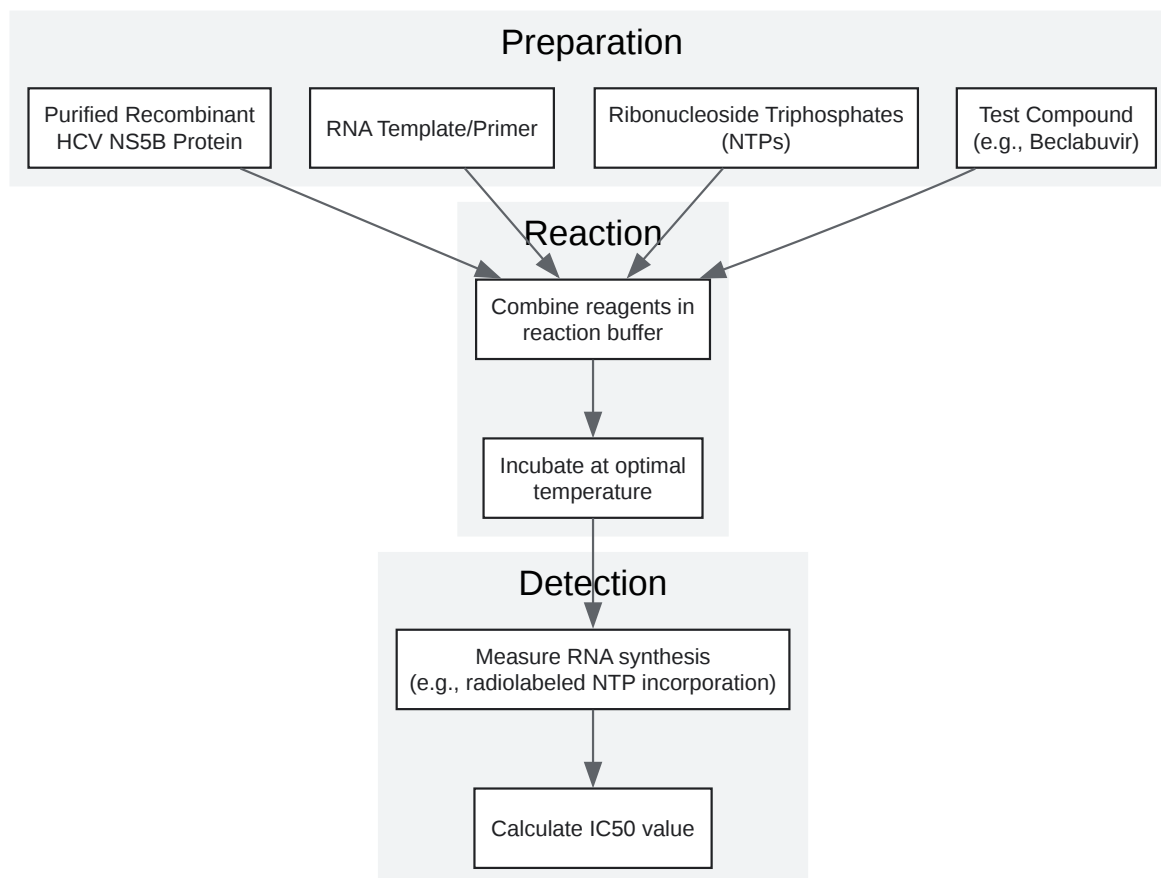 Preparation
Purified Recombinant
HCV NS5B Protein
RNA Template/Primer
Ribonucleoside Triphosphates
(NTPs)
Test Compound
(e.g., Beclabuvir)
Reaction
Combine reagents in
reaction buffer
Incubate at optimal
temperature
Detection
Measure RNA synthesis
(e.g., radiolabeled NTP incorporation)
Calculate IC50 value